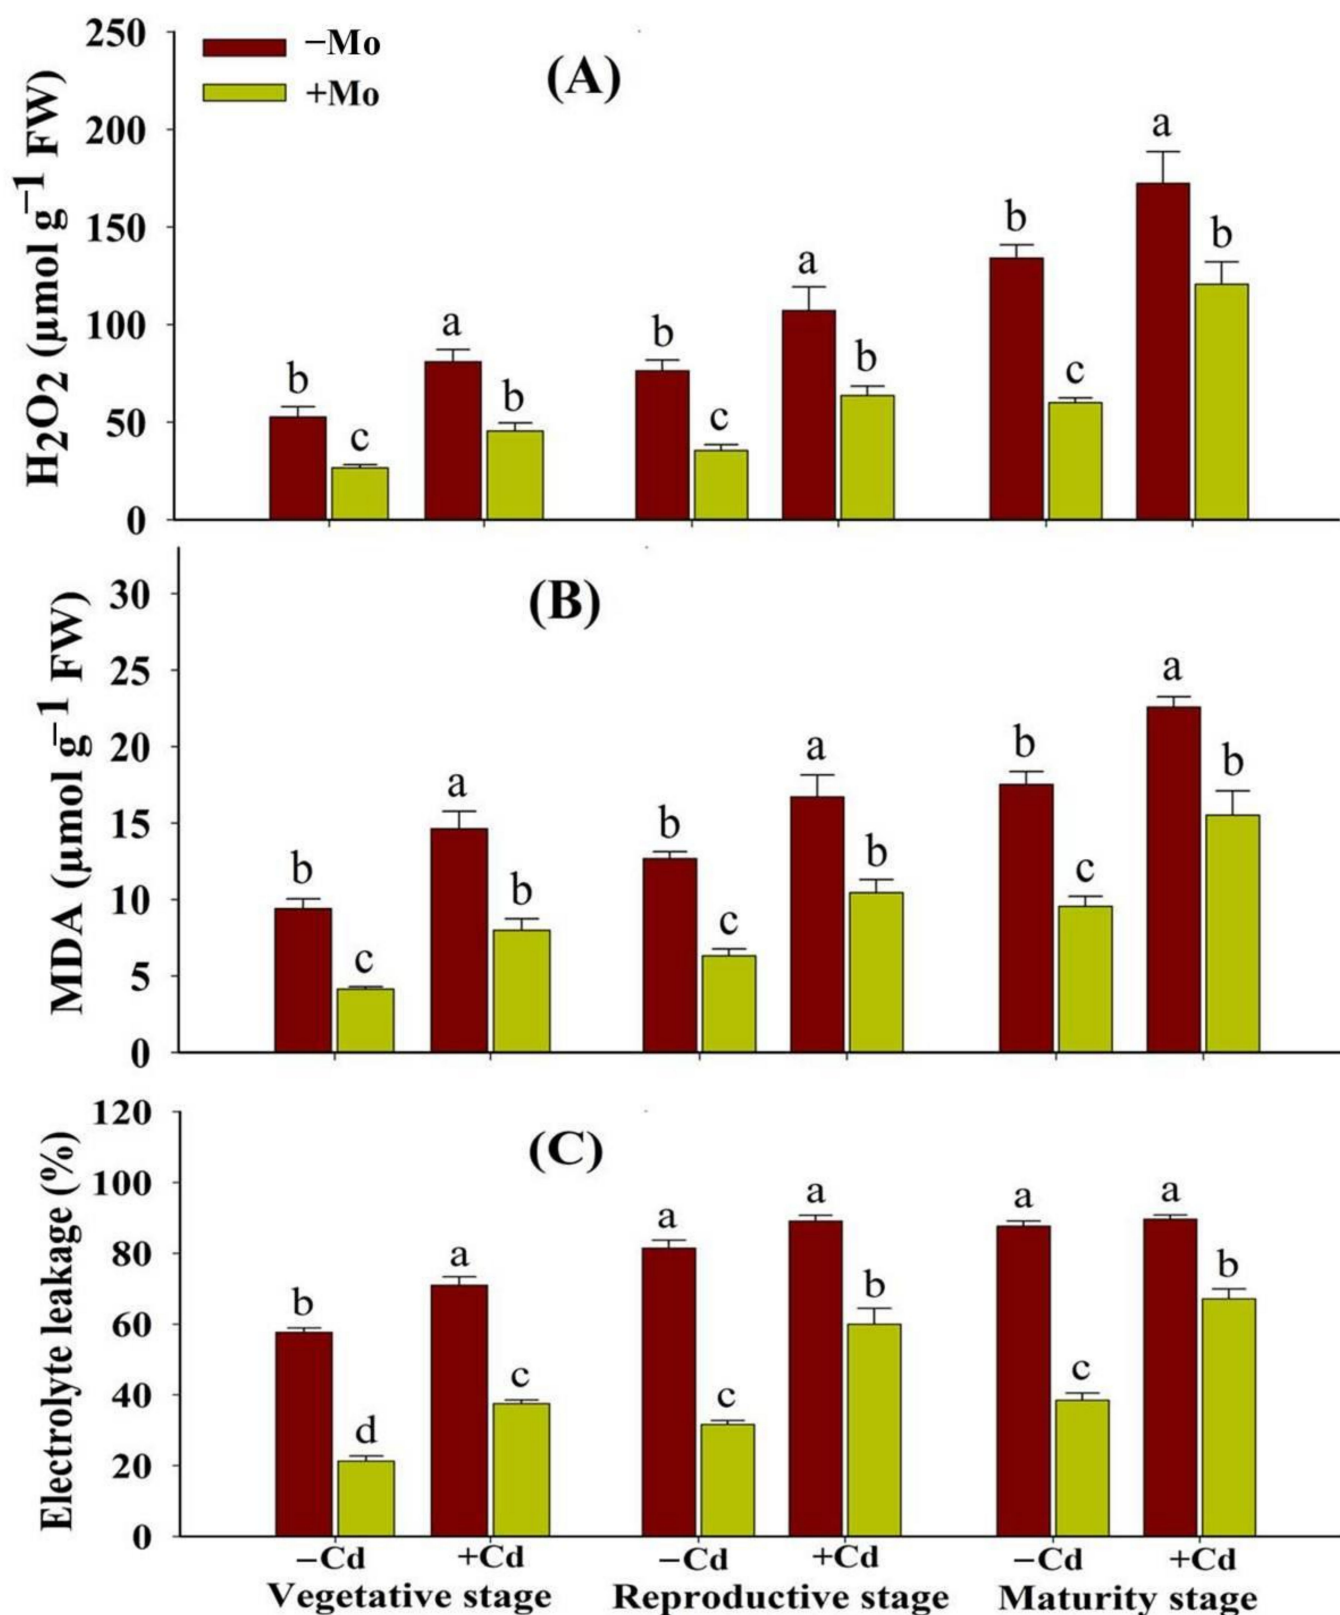 250
−Mo
+Mo
(A)
200
150
100
50
0
H2O2 (µmol g−1 FW)
b
c
a
b
b
c
a
b
b
c
a
b
30
25
20
15
10
5
0
(B)
MDA (µmol g−1 FW)
b
c
a
b
b
c
a
b
b
c
a
b
120
100
80
60
40
20
0
(C)
Electrolyte leakage (%)
b
d
a
c
a
c
a
b
a
c
a
b
−Cd +Cd −Cd +Cd −Cd +Cd
Vegetative stage Reproductive stage Maturity stage